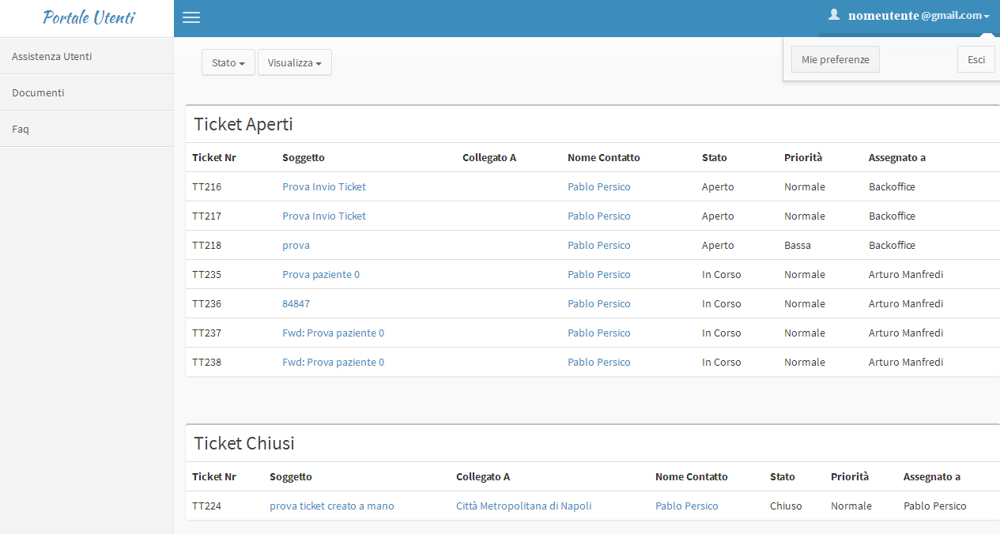 Portale Utenti
nomeutente @gmail.com
Assistenza Utenti
Documenti
Faq
Stato Visualizza
Mie preferenze Esci
Ticket Aperti
Ticket Nr Soggetto Collegato A Nome Contatto Stato Priorità Assegnato a
TT216 Prova Invio Ticket Pablo Persico Aperto Normale Backoffice
TT217 Prova Invio Ticket Pablo Persico Aperto Normale Backoffice
TT218 prova Pablo Persico Aperto Bassa Backoffice
TT235 Prova paziente 0 Pablo Persico In Corso Normale Arturo Manfredi
TT236 84847 Pablo Persico In Corso Normale Arturo Manfredi
TT237 Fwd: Prova paziente 0 Pablo Persico In Corso Normale Arturo Manfredi
TT238 Fwd: Prova paziente 0 Pablo Persico In Corso Normale Arturo Manfredi
Ticket Chiusi
Ticket Nr Soggetto Collegato A Nome Contatto Stato Priorità Assegnato a
TT224 prova ticket creato a mano Città Metropolitana di Napoli Pablo Persico Chiuso Normale Pablo Persico